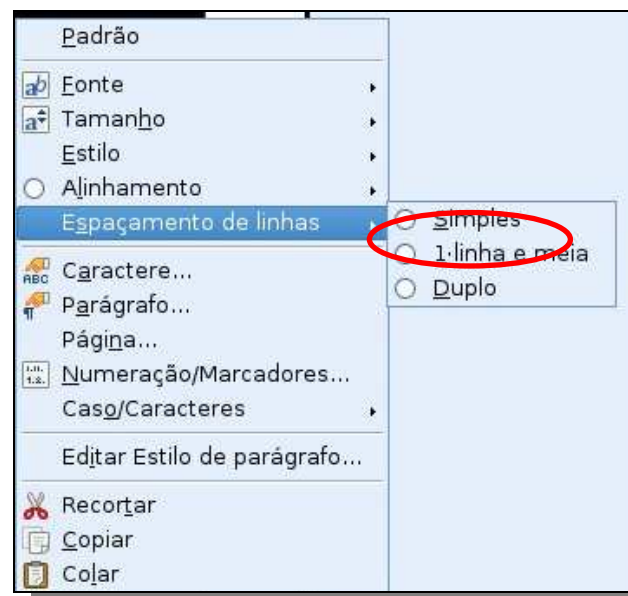 Padrão
Fonte
Tamanho
Estilo
Alinhamento
Espaçamento de linhas
Simples
1·linha e meia
Duplo
ABC Caractere...
Parágrafo...
Página...
Numeração/Marcadores...
Caso/Caracteres
Editar Estilo de parágrafo...
Recortar
Copiar
Colar